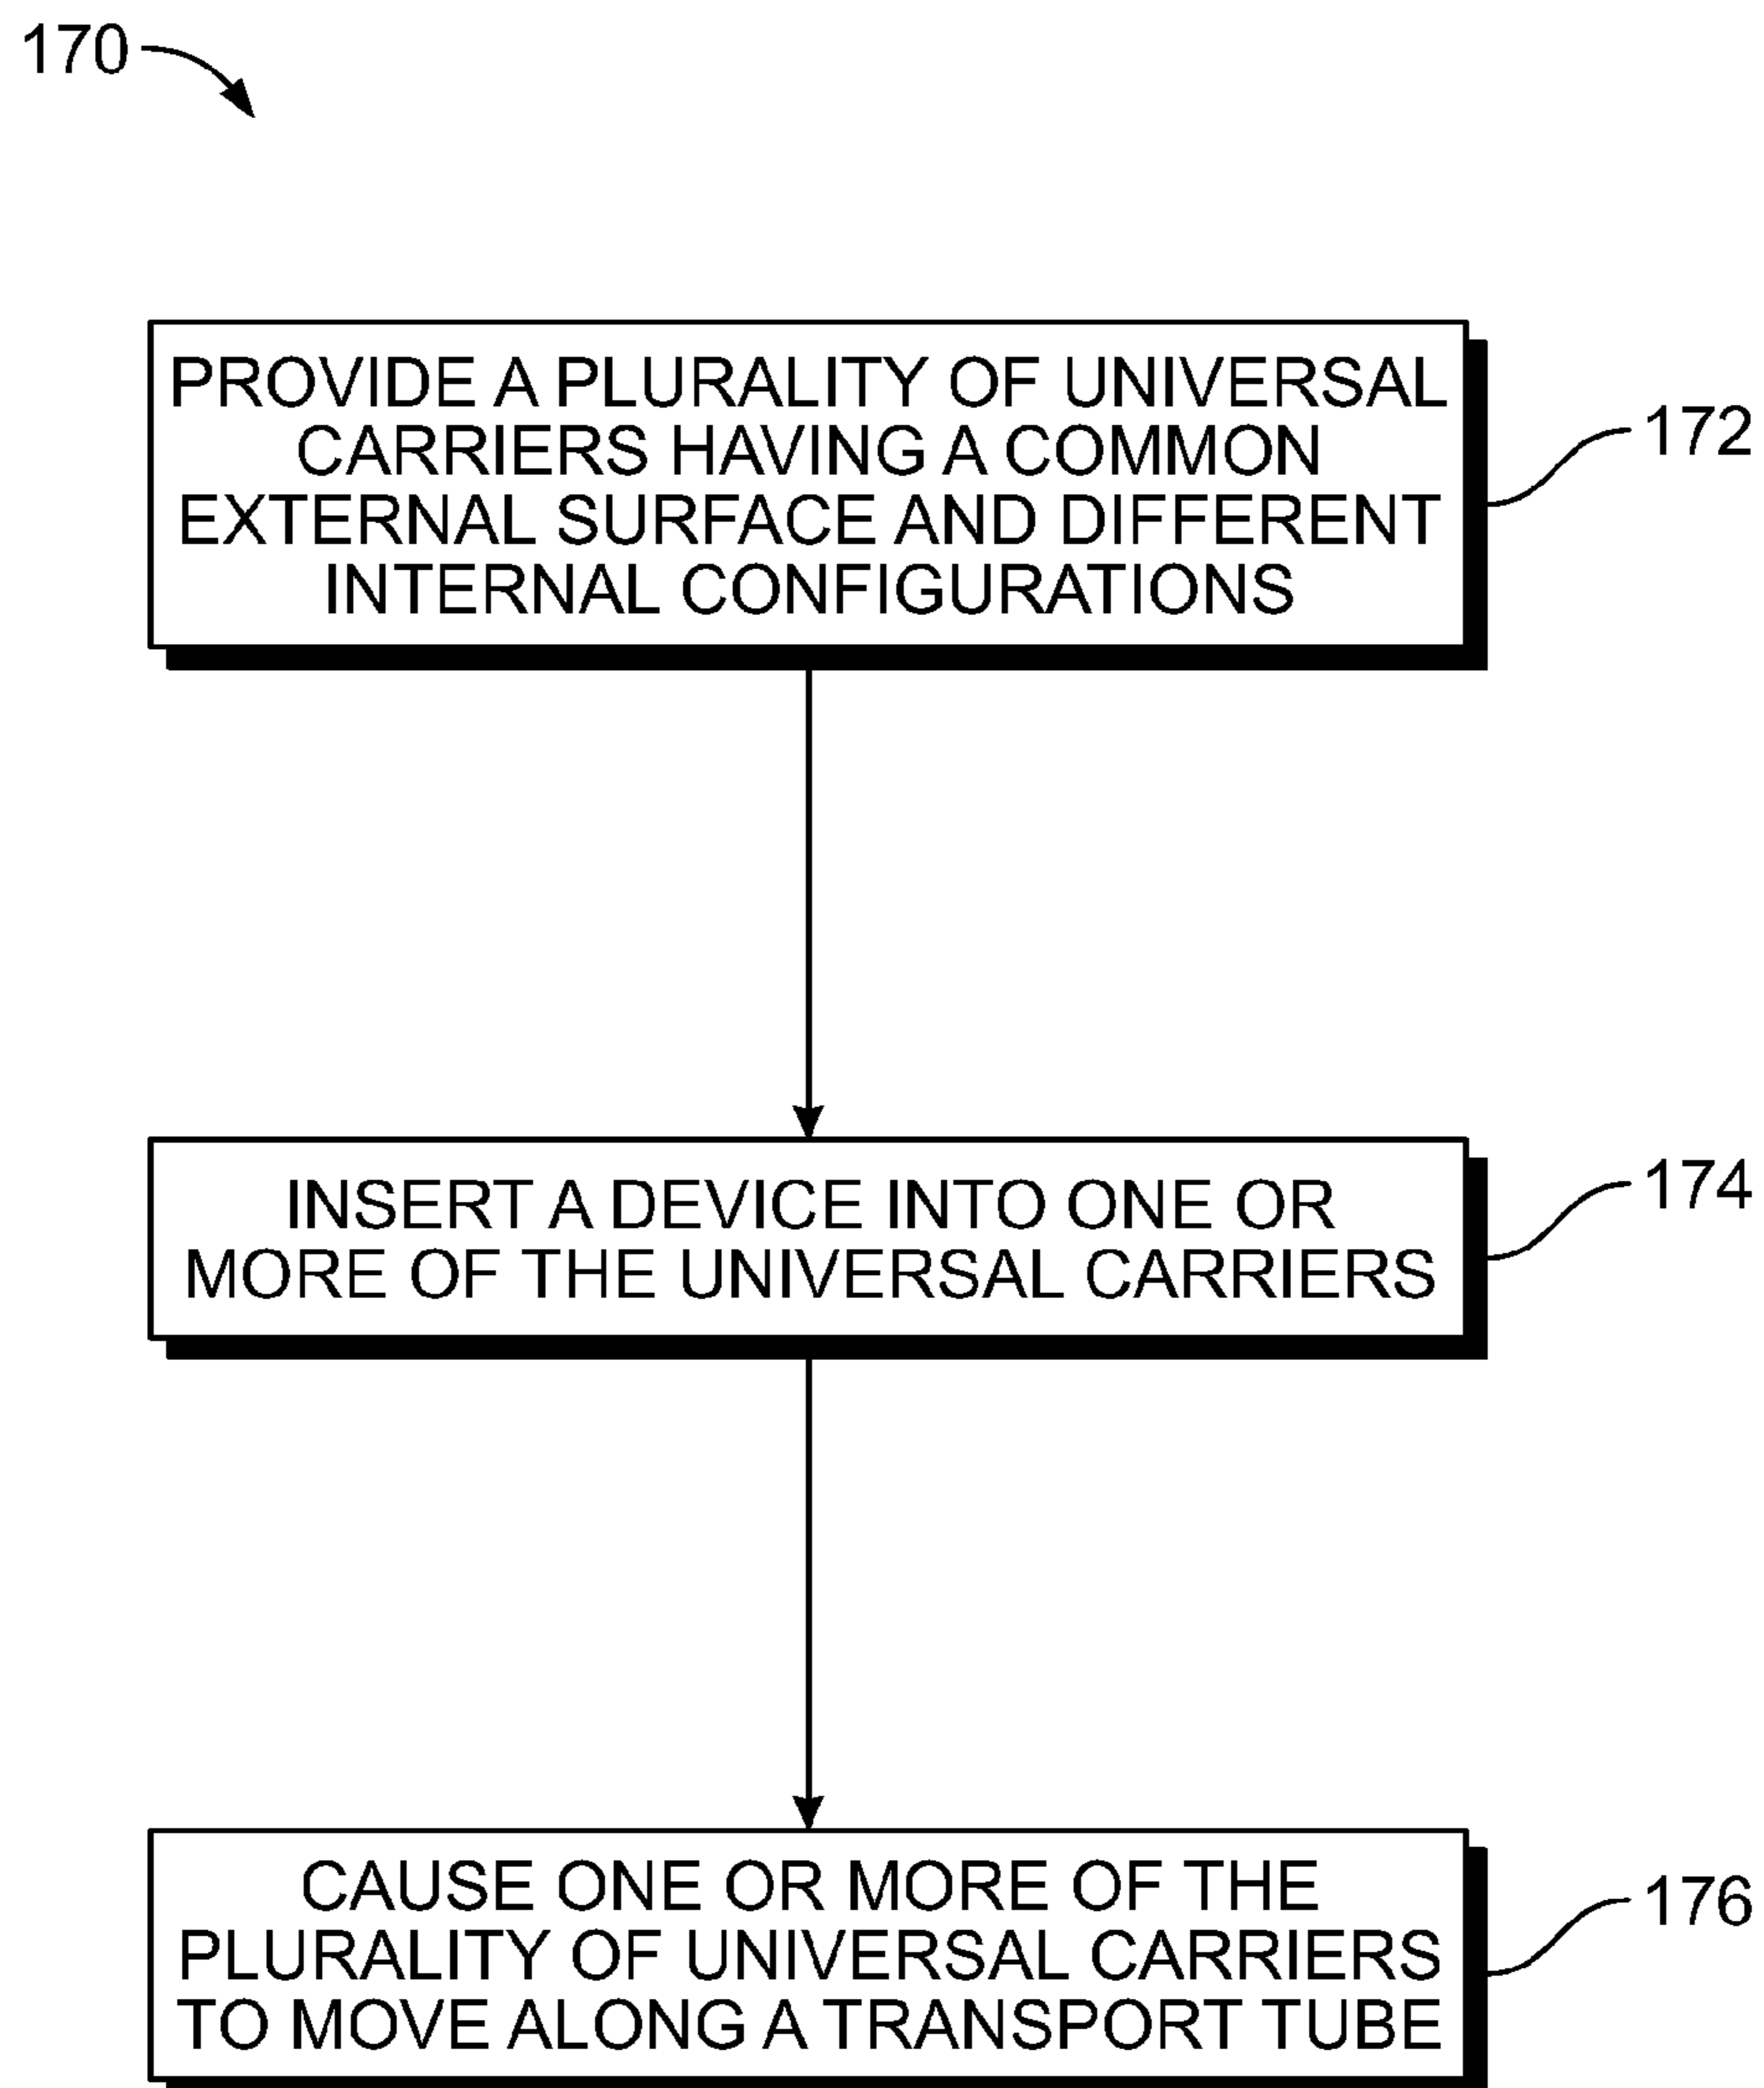 170
PROVIDE A PLURALITY OF UNIVERSAL
CARRIERS HAVING A COMMON
EXTERNAL SURFACE AND DIFFERENT
INTERNAL CONFIGURATIONS
172
INSERT A DEVICE INTO ONE OR
MORE OF THE UNIVERSAL CARRIERS
174
CAUSE ONE OR MORE OF THE
PLURALITY OF UNIVERSAL CARRIERS
TO MOVE ALONG A TRANSPORT TUBE
176